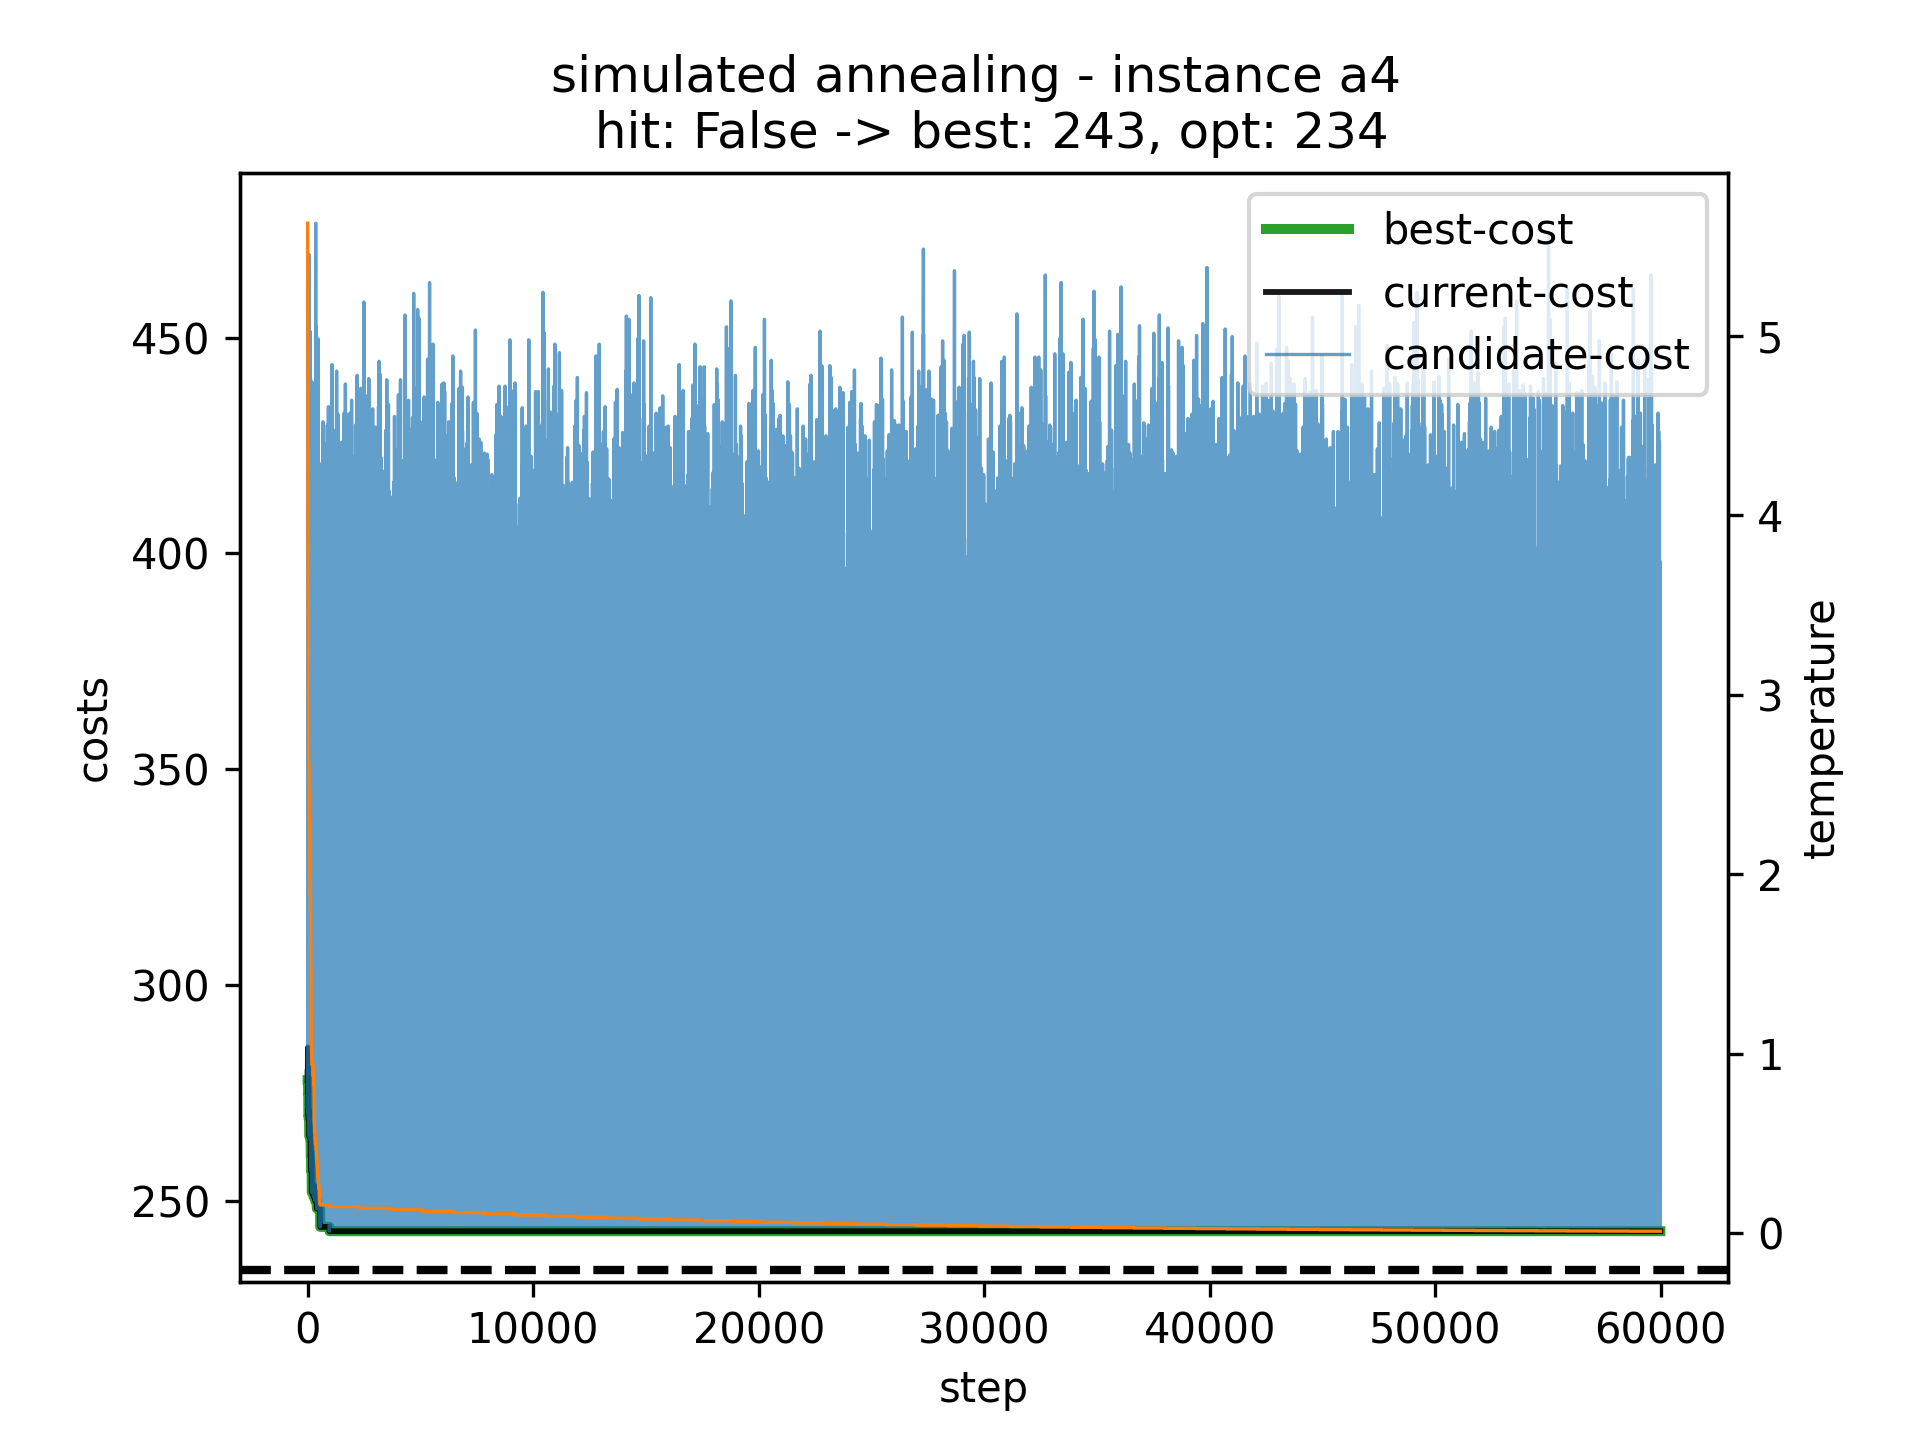 simulated annealing - instance a4
hit: False -> best: 243, opt: 234
best-cost
current-cost
candidate-cost
450
400
350
300
250
costs
5
4
3
2
1
0
temperature
0
10000
20000
30000
40000
50000
60000
step